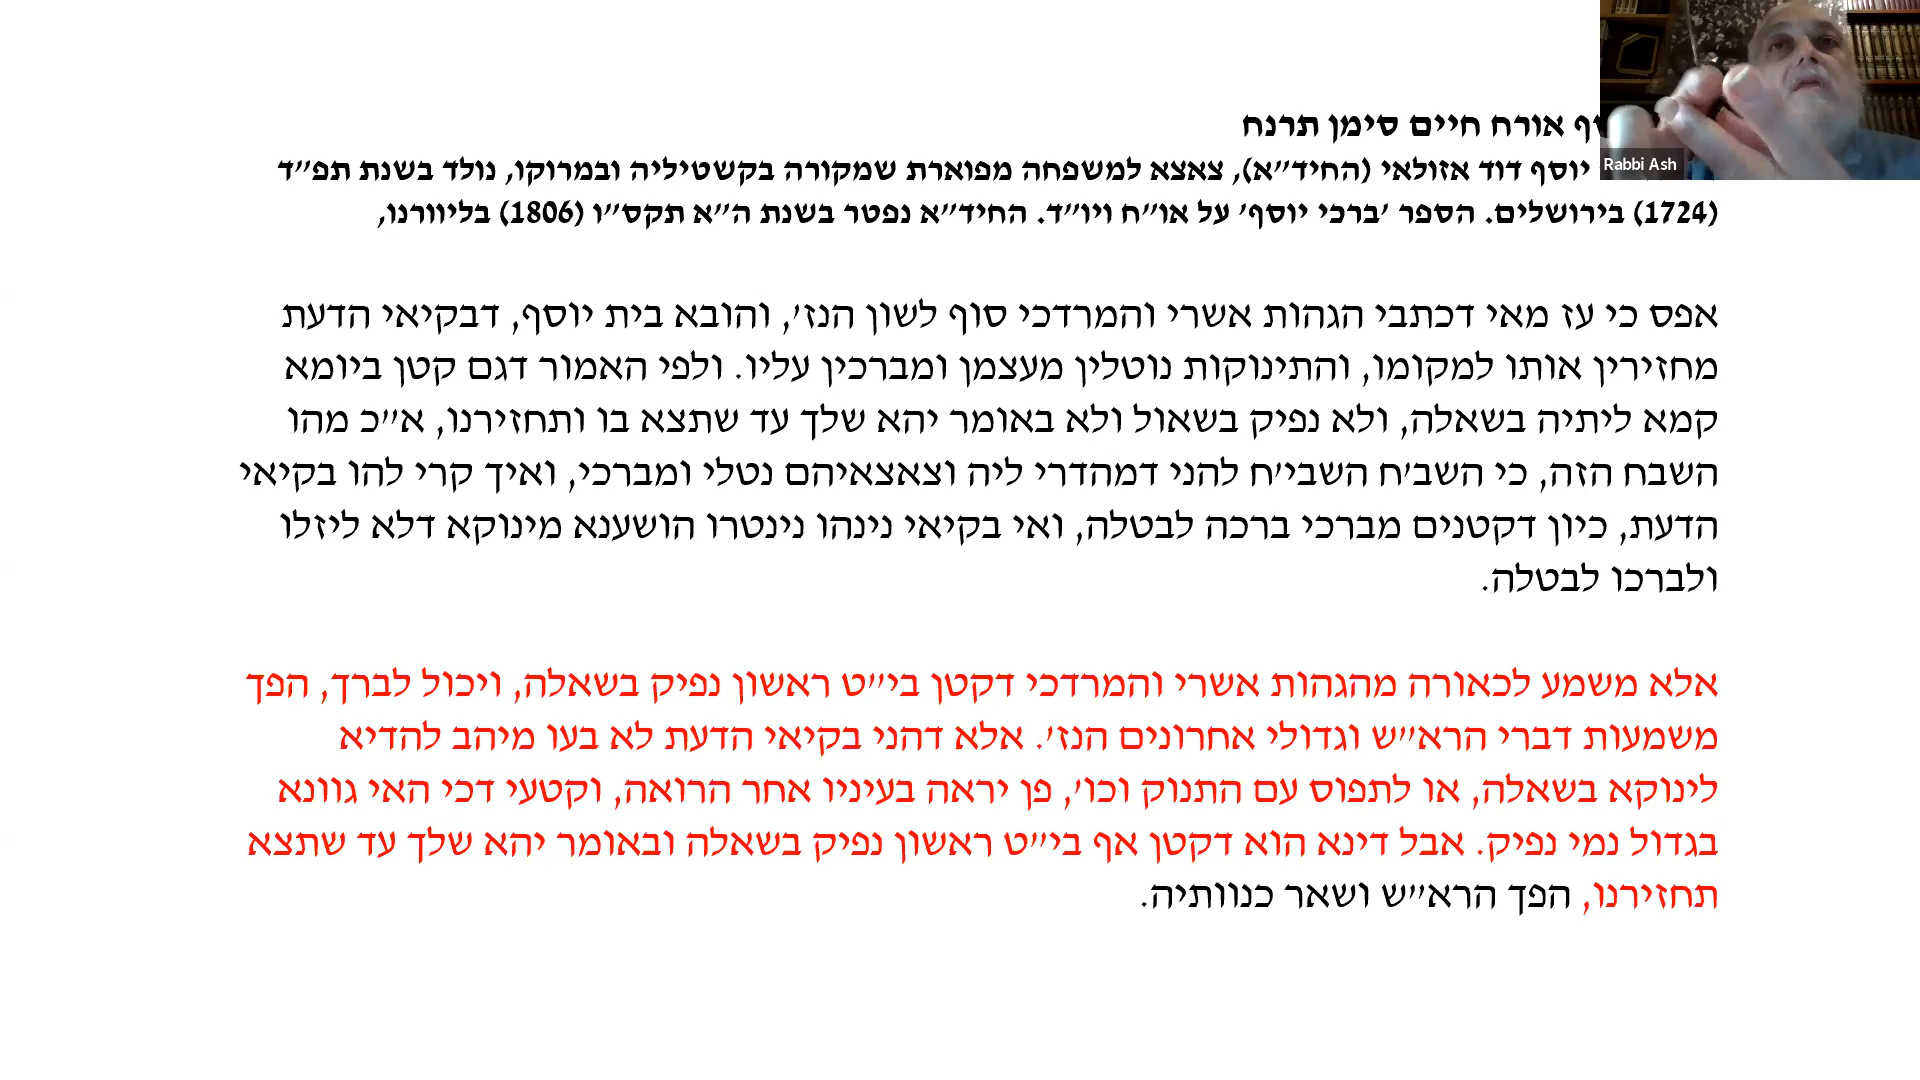 אורח חיים סימן תרנח
Rabbi Ash
יוסף דוד אזולאי (החיד״א), צאצא למשפחה מפוארת שמקורה בקשטיליה ובמרוקו, נולד בשנת תפ״ד
(1724) בירושלים. הספר ׳ברכי יוסף׳ על או״ח ויו״ד. החיד״א נפטר בשנת ה״א תקס״ו (1806) בליוורנו,
אפס כי עז מאי דכתבי הגהות אשרי והמרדכי סוף לשון הנז׳, והובא בית יוסף, דבקיאי הדעת
מחזירין אותו למקומו, והתינוקות נוטלין מעצמן ומברכין עליו. ולפי האמור דגם קטן ביומא
קמא ליתיה בשאלה, ולא נפיק בשאול ולא באומר יהא שלך עד שתצא בו ותחזירנו, א״כ מהו
השבח הזה, כי השב׳ח השבי׳ח להני דמהדרי ליה וצאצאיהם נטלי ומברכי, ואיך קרי להו בקיאי
הדעת, כיון דקטנים מברכי ברכה לבטלה, ואי בקיאי נינהו נינטרו הושענא מינוקא דלא ליזלו
ולברכו לבטלה.
אלא משמע לכאורה מהגהות אשרי והמרדכי דקטן בי״ט ראשון נפיק בשאלה, ויכול לברך, הפך
משמעות דברי הרא״ש וגדולי אחרונים הנז׳. אלא דהני בקיאי הדעת לא בעו מיהב להדיא
לינוקא בשאלה, או לתפוס עם התנוק וכו׳, פן יראה בעיניו אחר הרואה, וקטעי דכי האי גוונא
בגדול נמי נפיק. אבל דינא הוא דקטן אף בי״ט ראשון נפיק בשאלה ובאומר יהא שלך עד שתצא
תחזירנו, הפך הרא״ש ושאר כנוותיה.